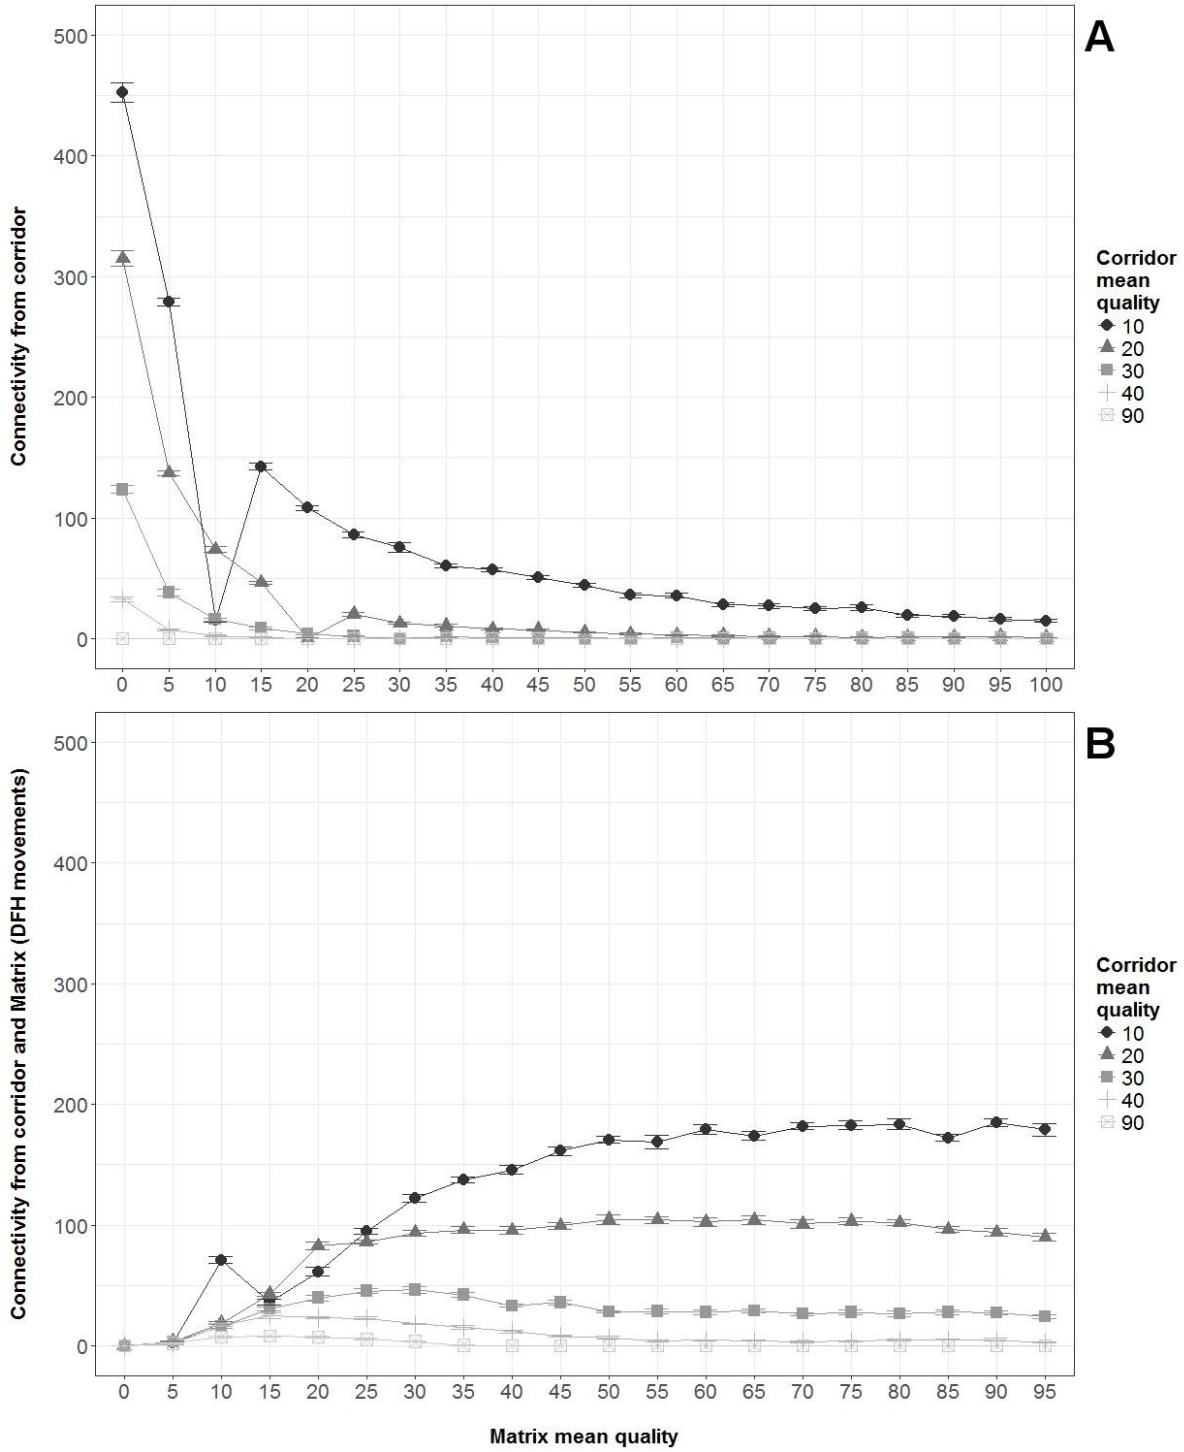 A
Connectivity from corridor
500
400
300
200
100
0
0 5 10 15 20 25 30 35 40 45 50 55 60 65 70 75 80 85 90 95 100
Corridor
mean
quality
10
20
30
40
90
B
Connectivity from corridor and Matrix (DFH movements)
500
400
300
200
100
0
0 5 10 15 20 25 30 35 40 45 50 55 60 65 70 75 80 85 90 95
Corridor
mean
quality
10
20
30
40
90
Matrix mean quality